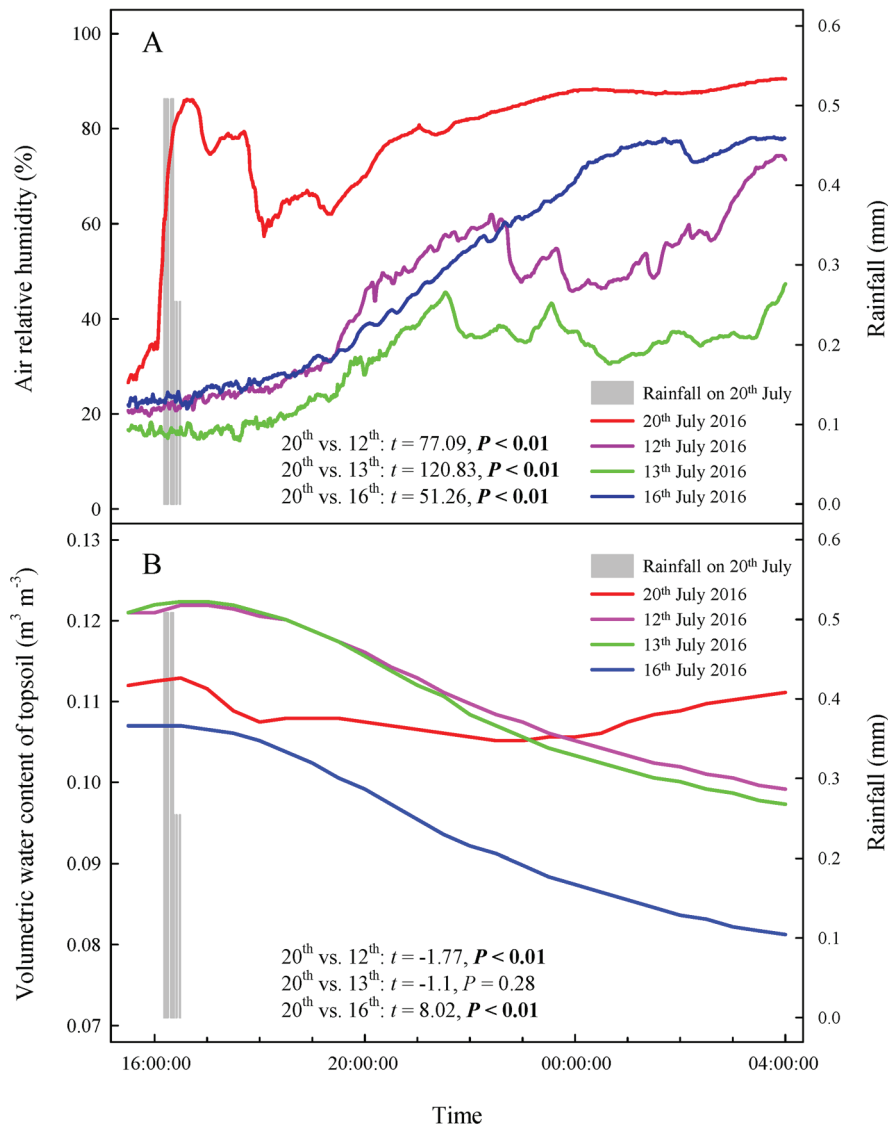 A
100
80
60
40
20
0
Air relative humidity (%)
0.6
0.5
0.4
0.3
0.2
0.1
0.0
Rainfall (mm)
Rainfall on 20th July
20th July 2016
12th July 2016
13th July 2016
16th July 2016
20th vs. 12th: t = 77.09, P < 0.01
20th vs. 13th: t = 120.83, P < 0.01
20th vs. 16th: t = 51.26, P < 0.01
B
0.13
0.12
0.11
0.10
0.09
0.08
0.07
Volumetric water content of topsoil (m3 m-3)
0.6
0.5
0.4
0.3
0.2
0.1
0.0
Rainfall (mm)
Rainfall on 20th July
20th July 2016
12th July 2016
13th July 2016
16th July 2016
20th vs. 12th: t = -1.77, P < 0.01
20th vs. 13th: t = -1.1, P = 0.28
20th vs. 16th: t = 8.02, P < 0.01
16:00:00 20:00:00 00:00:00 04:00:00
Time